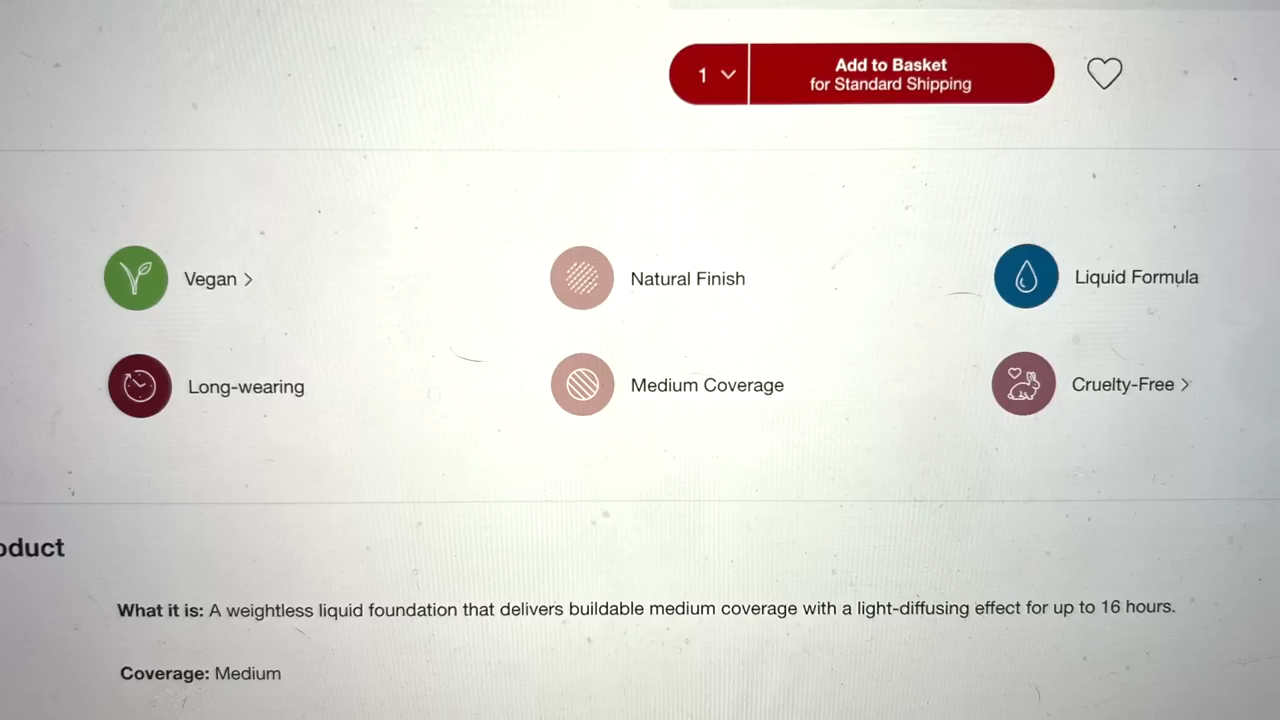 1
Add to Basket
for Standard Shipping
Vegan >
Natural Finish
Liquid Formula
Long-wearing
Medium Coverage
Cruelty-Free >
oduct
What it is: A weightless liquid foundation that delivers buildable medium coverage with a light-diffusing effect for up to 16 hours.
Coverage: Medium